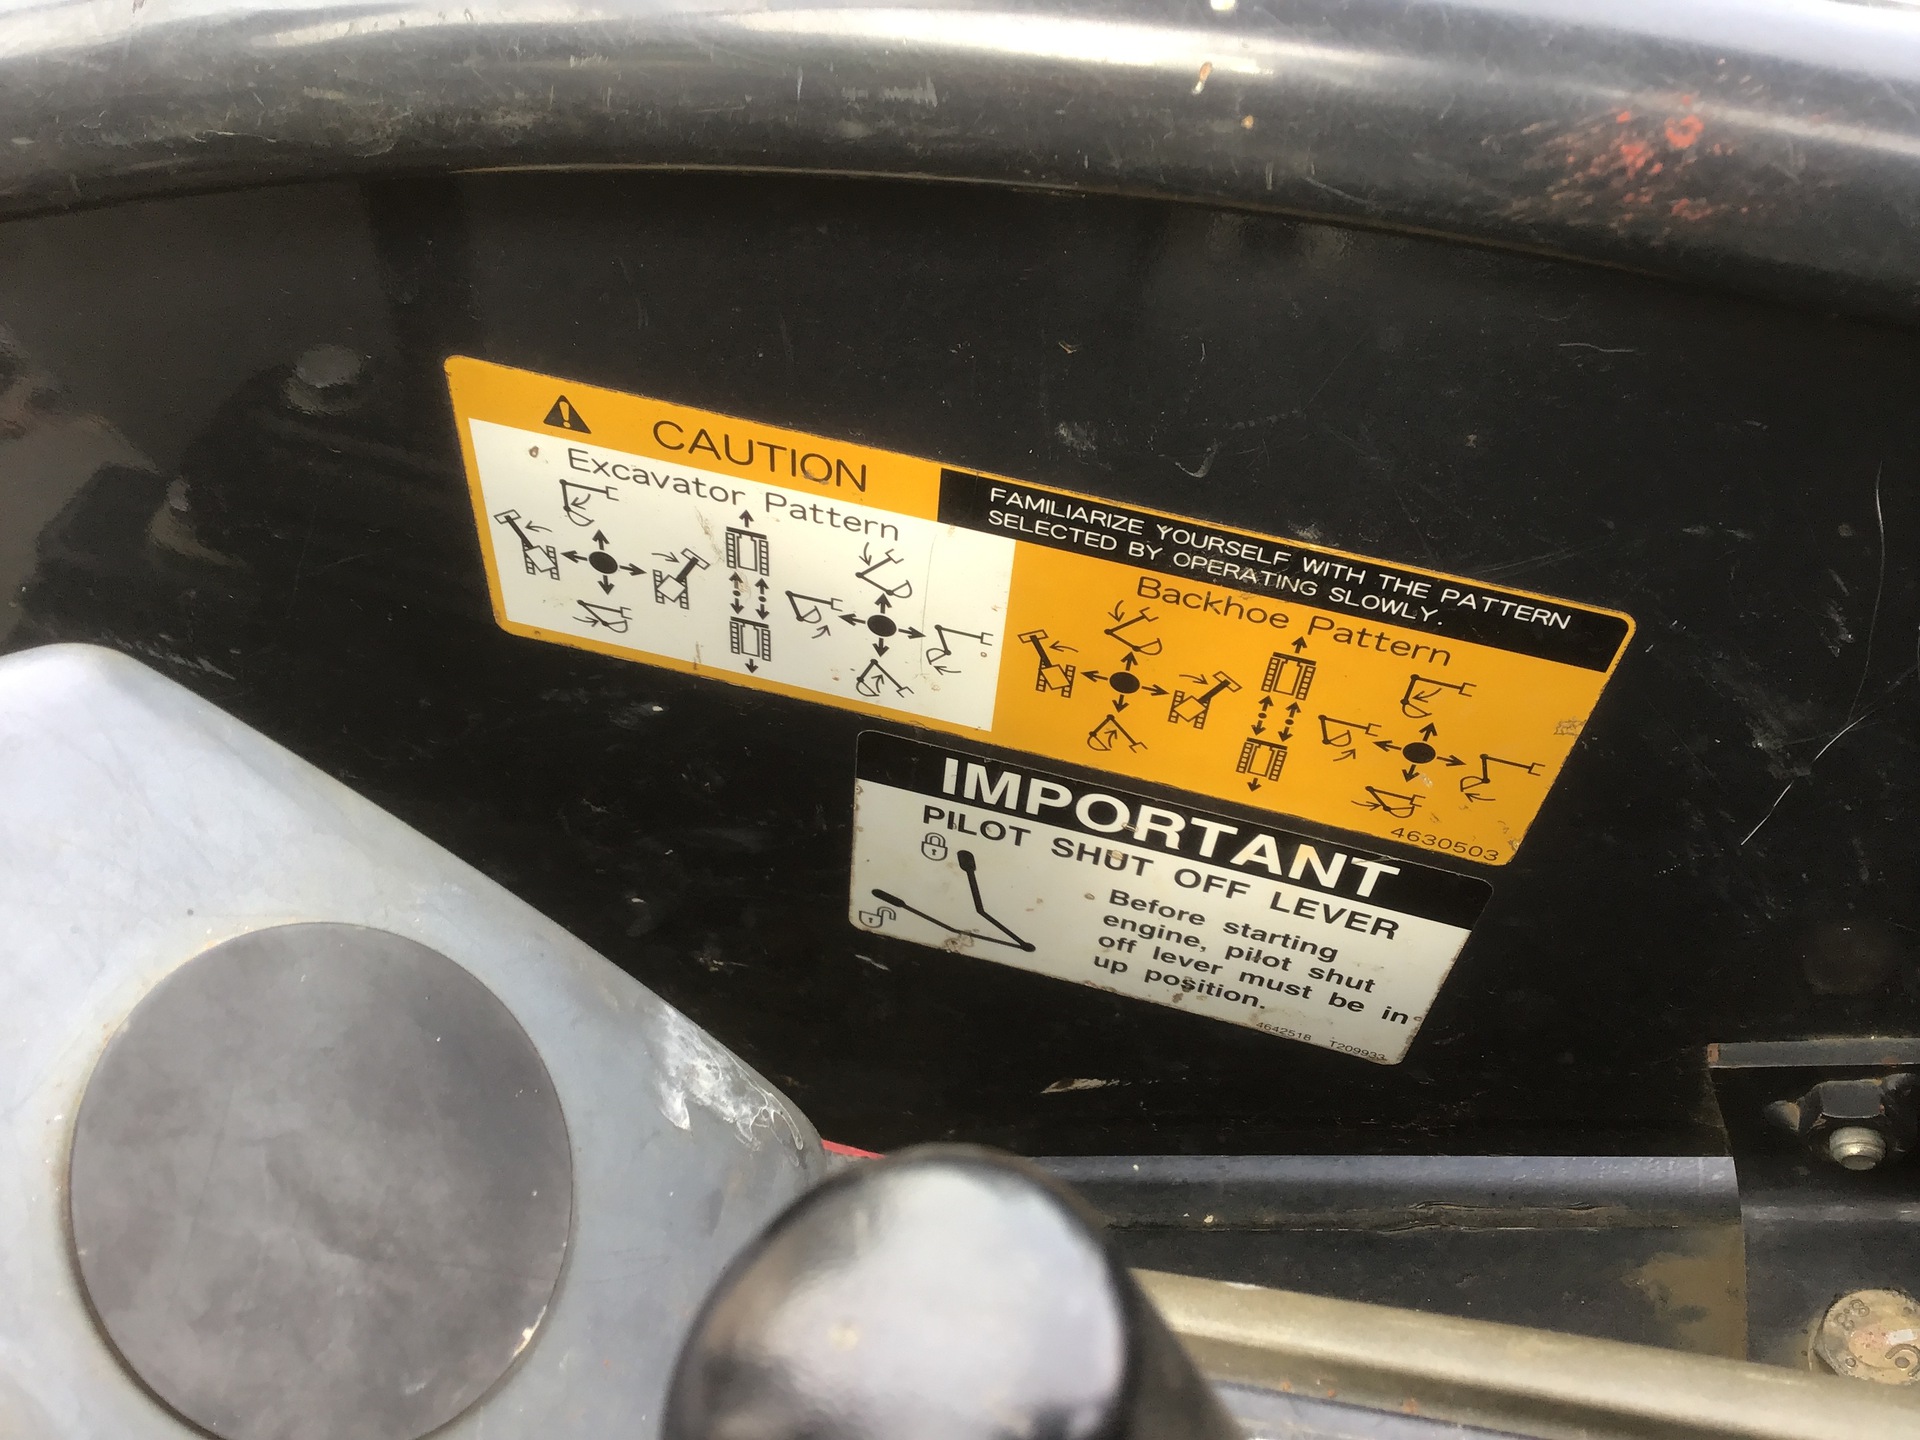 CAUTION
FAMILIARIZE YOURSELF WITH THE PATTERN
SELECTED BY OPERATING SLOWLY.
Excavator Pattern
Backhoe Pattern
4630503
IMPORTANT
PILOT SHUT OFF LEVER
Before starting
engine, pilot shut
off lever must be in
up position.
4642518 T209933